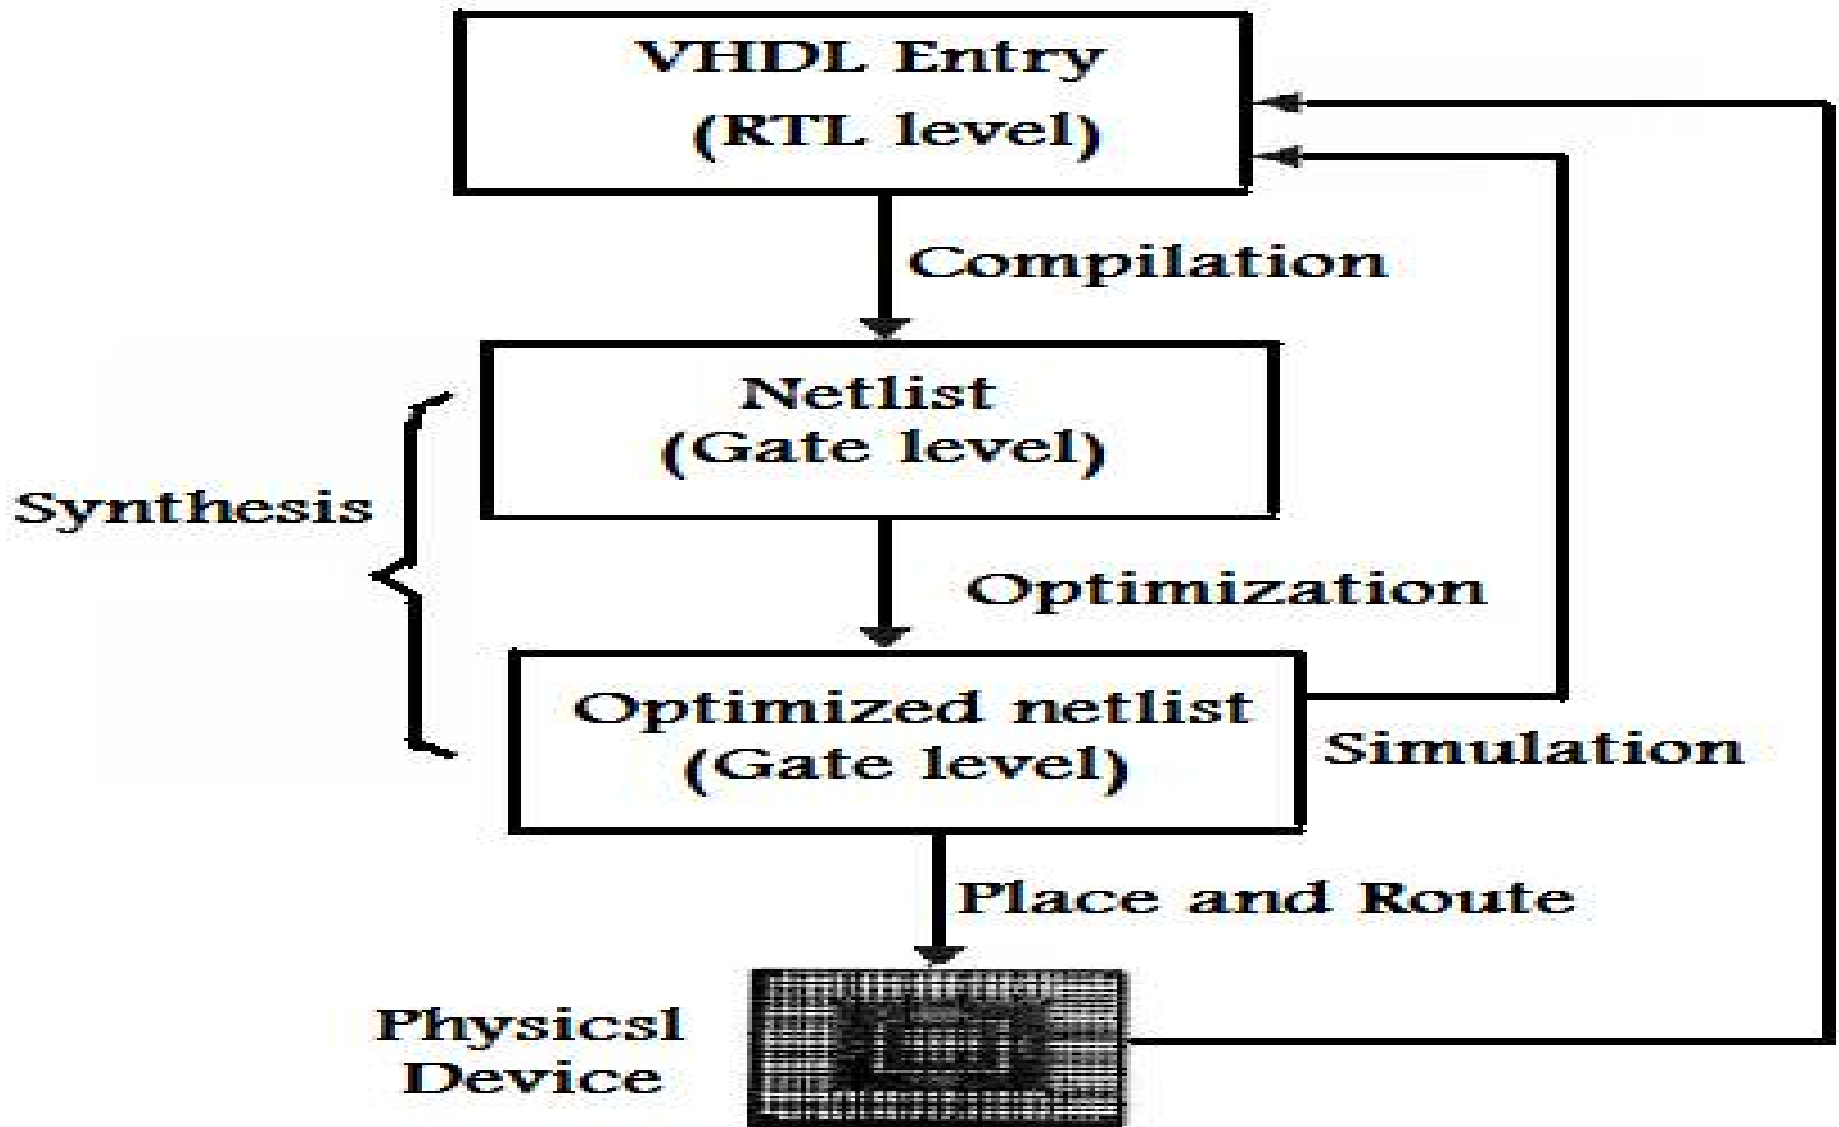 VHDL Entry
(RTL level)
Compilation
Netlist
(Gate level)
Synthesis
Optimization
Optimized netlist
(Gate level)
Simulation
Place and Route
Physicsl
Device